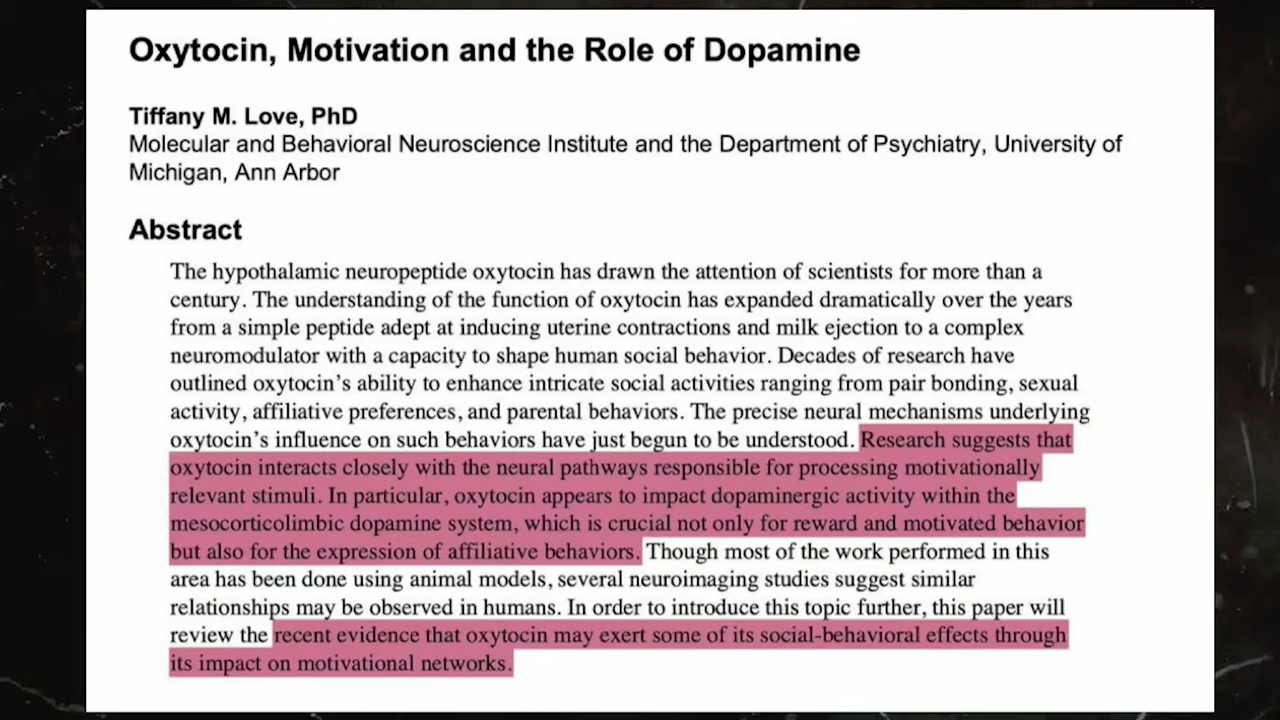 Oxytocin, Motivation and the Role of Dopamine
Tiffany M. Love, PhD
Molecular and Behavioral Neuroscience Institute and the Department of Psychiatry, University of
Michigan, Ann Arbor
Abstract
The hypothalamic neuropeptide oxytocin has drawn the attention of scientists for more than a
century. The understanding of the function of oxytocin has expanded dramatically over the years
from a simple peptide adept at inducing uterine contractions and milk ejection to a complex
neuromodulator with a capacity to shape human social behavior. Decades of research have
outlined oxytocin’s ability to enhance intricate social activities ranging from pair bonding, sexual
activity, affiliative preferences, and parental behaviors. The precise neural mechanisms underlying
oxytocin’s influence on such behaviors have just begun to be understood. Research suggests that
oxytocin interacts closely with the neural pathways responsible for processing motivationally
relevant stimuli. In particular, oxytocin appears to impact dopaminergic activity within the
mesocorticolimbic dopamine system, which is crucial not only for reward and motivated behavior
but also for the expression of affiliative behaviors. Though most of the work performed in this
area has been done using animal models, several neuroimaging studies suggest similar
relationships may be observed in humans. In order to introduce this topic further, this paper will
review the recent evidence that oxytocin may exert some of its social-behavioral effects through
its impact on motivational networks.